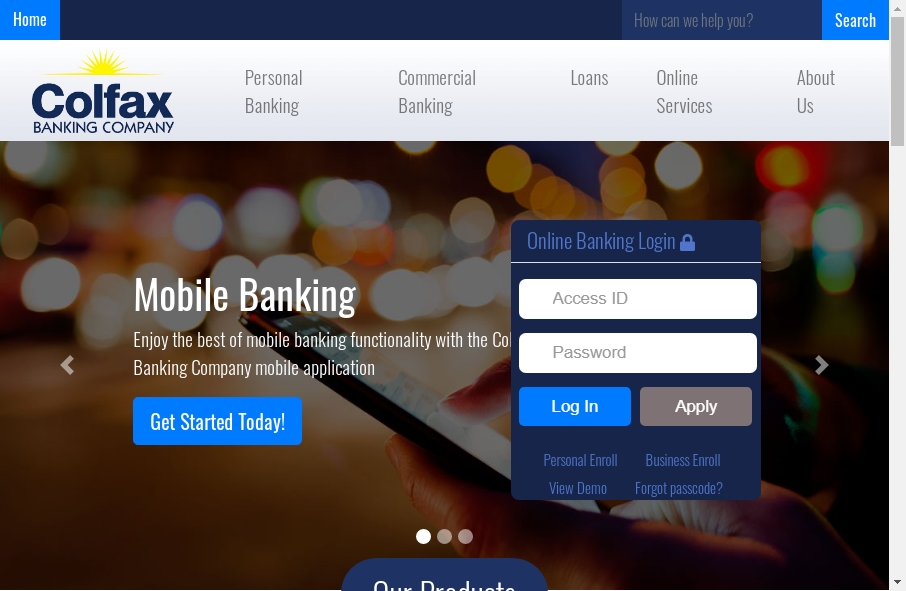 Home
How can we help you?
Search
Colfax
BANKING COMPANY
Personal
Banking
Commercial
Banking
Loans
Online
Services
About
Us
Online Banking Login
Access ID
Password
Log In
Apply
Personal Enroll
Business Enroll
View Demo
Forgot passcode?
Mobile Banking
Enjoy the best of mobile banking functionality with the Col
Banking Company mobile application
Get Started Today!
Our Products